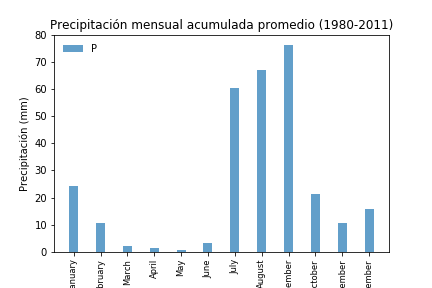 Precipitación mensual acumulada promedio (1980-2011)
P
Precipitación (mm)
80
70
60
50
40
30
20
10
0
anuary
bruary
March
April
May
June
July
August
ember
ctober
ember
ember